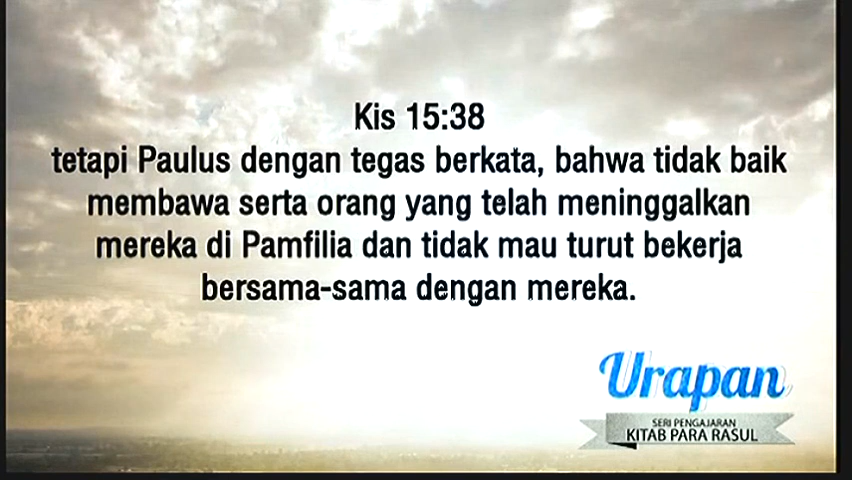 Kis 15:38
tetapi Paulus dengan tegas berkata, bahwa tidak baik
membawa serta orang yang telah meninggalkan
mereka di Pamfilia dan tidak mau turut bekerja
bersama-sama dengan mereka.
Urapan
SERI PENGAJARAN
KITAB PARA RASUL